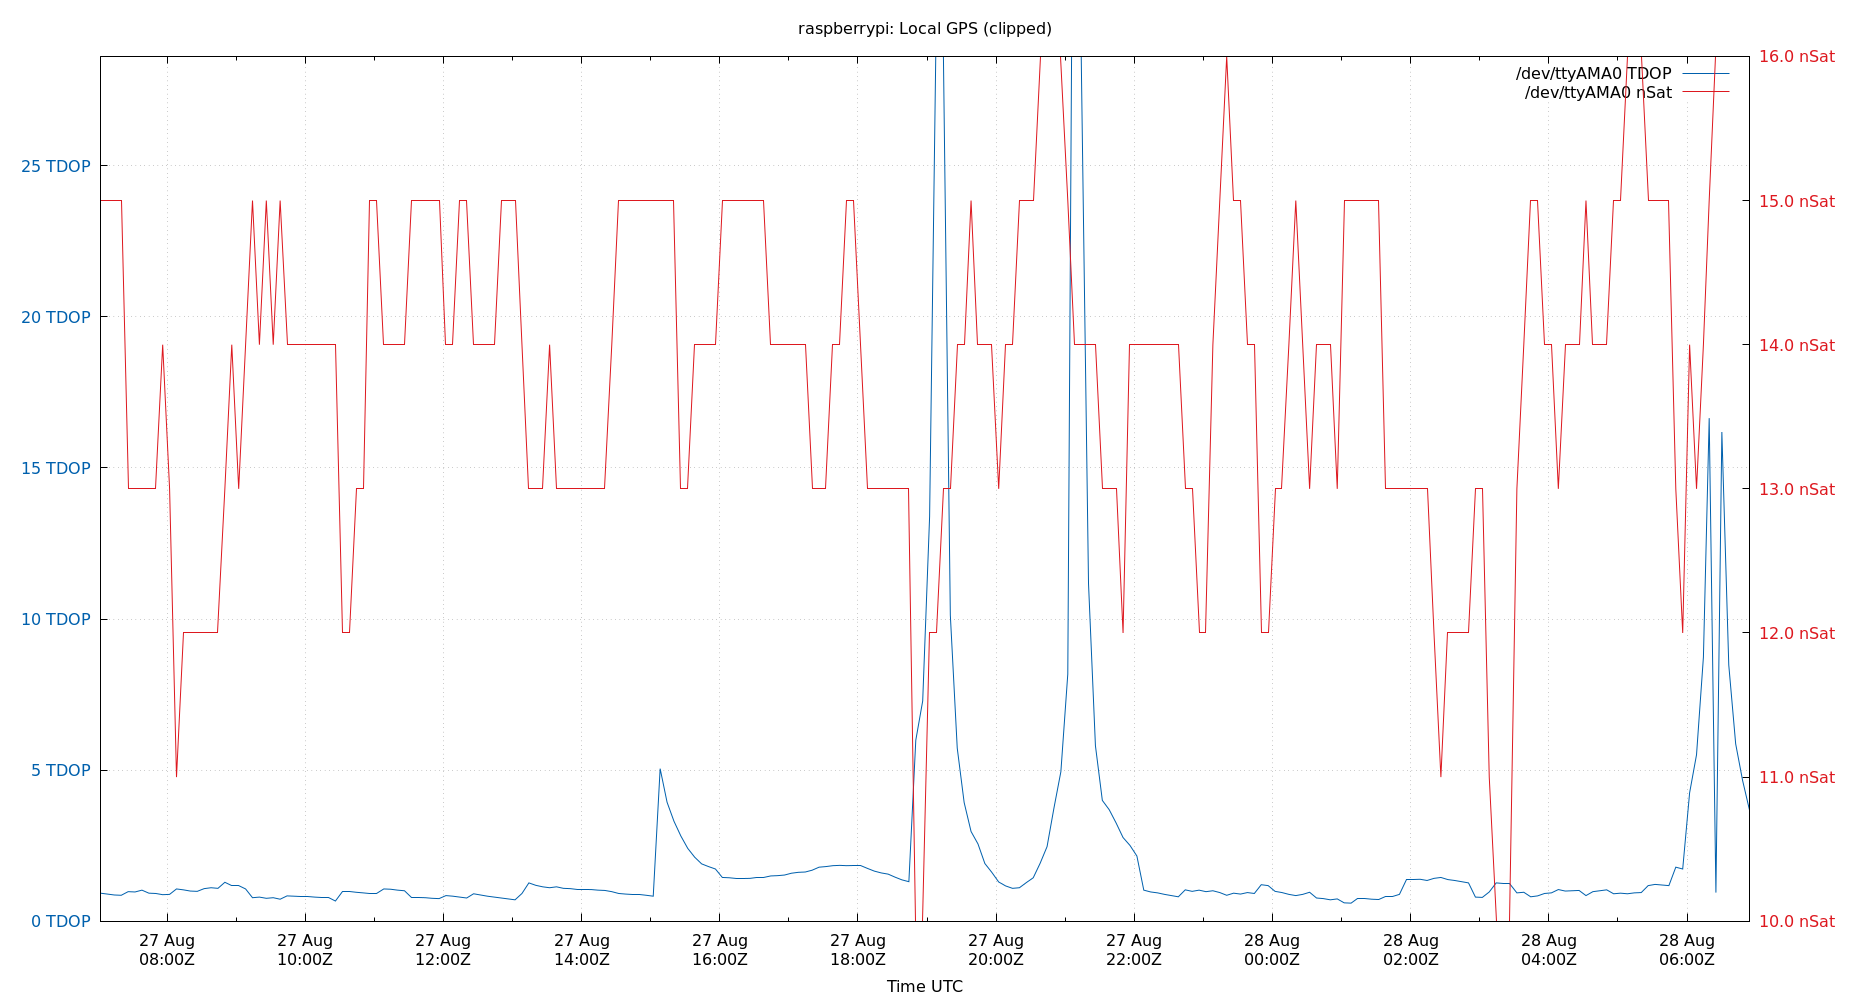 raspberrypi: Local GPS (clipped)
/dev/ttyAMA0 TDOP
/dev/ttyAMA0 nSat
25 TDOP
20 TDOP
15 TDOP
10 TDOP
5 TDOP
0 TDOP
16.0 nSat
15.0 nSat
14.0 nSat
13.0 nSat
12.0 nSat
11.0 nSat
10.0 nSat
27 Aug
08:00Z
27 Aug
10:00Z
27 Aug
12:00Z
27 Aug
14:00Z
27 Aug
16:00Z
27 Aug
18:00Z
27 Aug
20:00Z
27 Aug
22:00Z
28 Aug
00:00Z
28 Aug
02:00Z
28 Aug
04:00Z
28 Aug
06:00Z
Time UTC